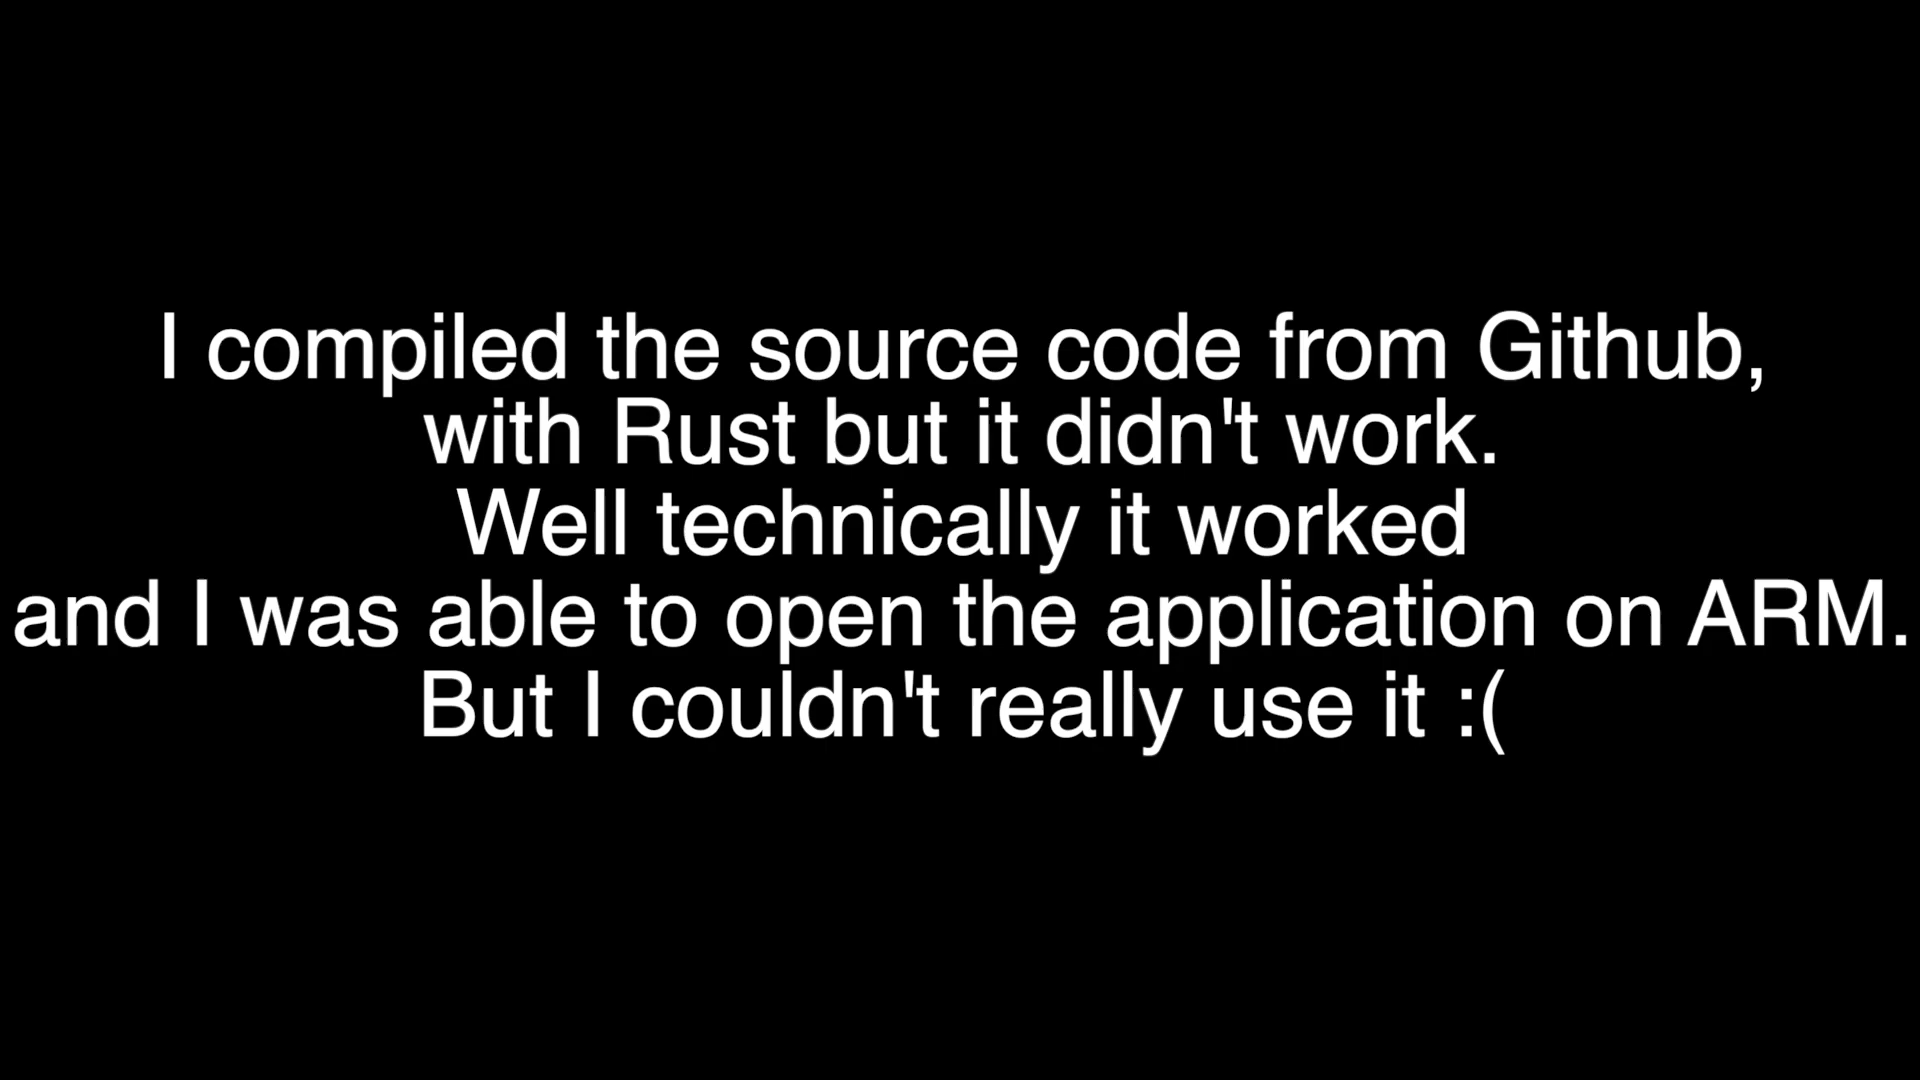 I compiled the source code from Github,
with Rust but it didn't work.
Well technically it worked
and I was able to open the application on ARM.
But I couldn't really use it :(